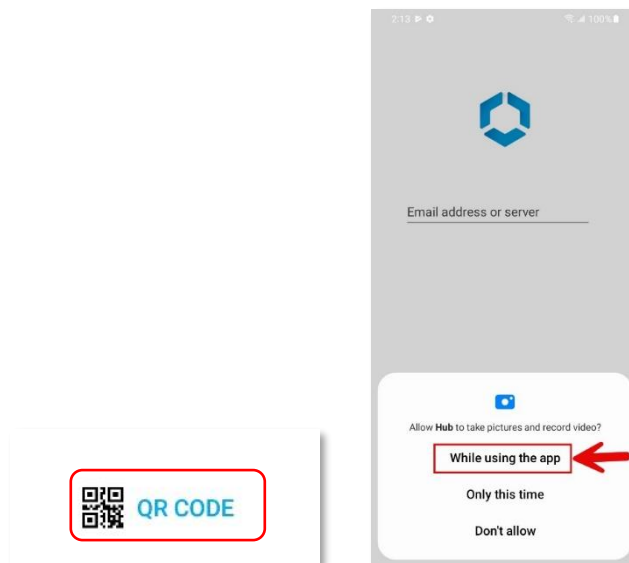 QR CODE
2:13
100%
Email address or server
Allow Hub to take pictures and record video?
While using the app
Only this time
Don't allow